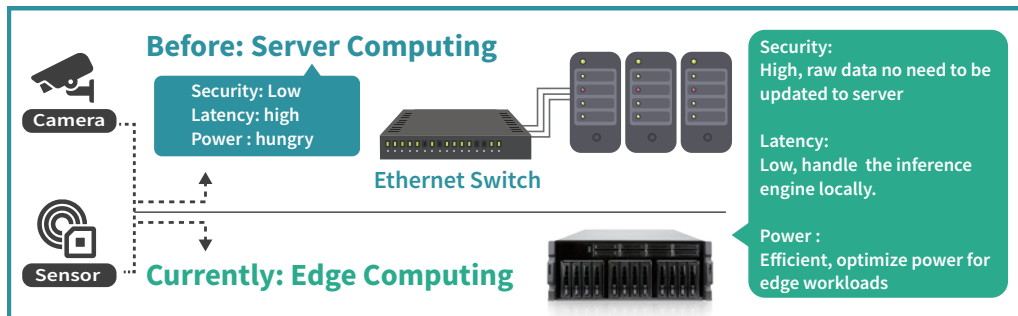 Before: Server Computing
Security: Low
Latency: high
Power : hungry
Camera
Ethernet Switch
Sensor
Currently: Edge Computing
Security:
High, raw data no need to be
updated to server
Latency:
Low, handle the inference
engine locally.
Power :
Efficient, optimize power for
edge workloads